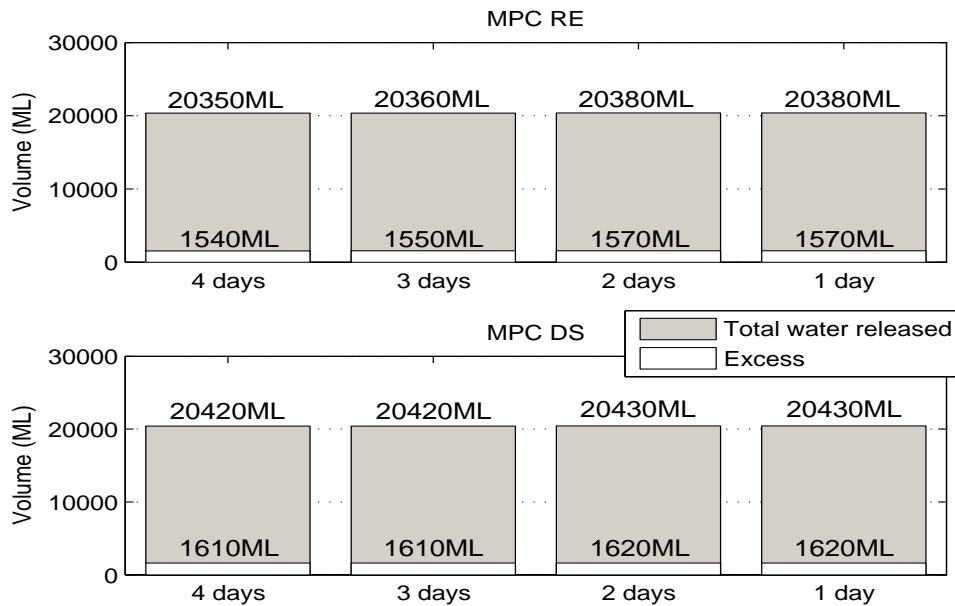 MPC RE
Volume (ML)
30000
20000
10000
0
20350ML
20360ML
20380ML
20380ML
1540ML
1550ML
1570ML
1570ML
4 days
3 days
2 days
1 day
MPC DS
Total water released
Excess
Volume (ML)
30000
20000
10000
0
20420ML
20420ML
20430ML
20430ML
1610ML
1610ML
1620ML
1620ML
4 days
3 days
2 days
1 day